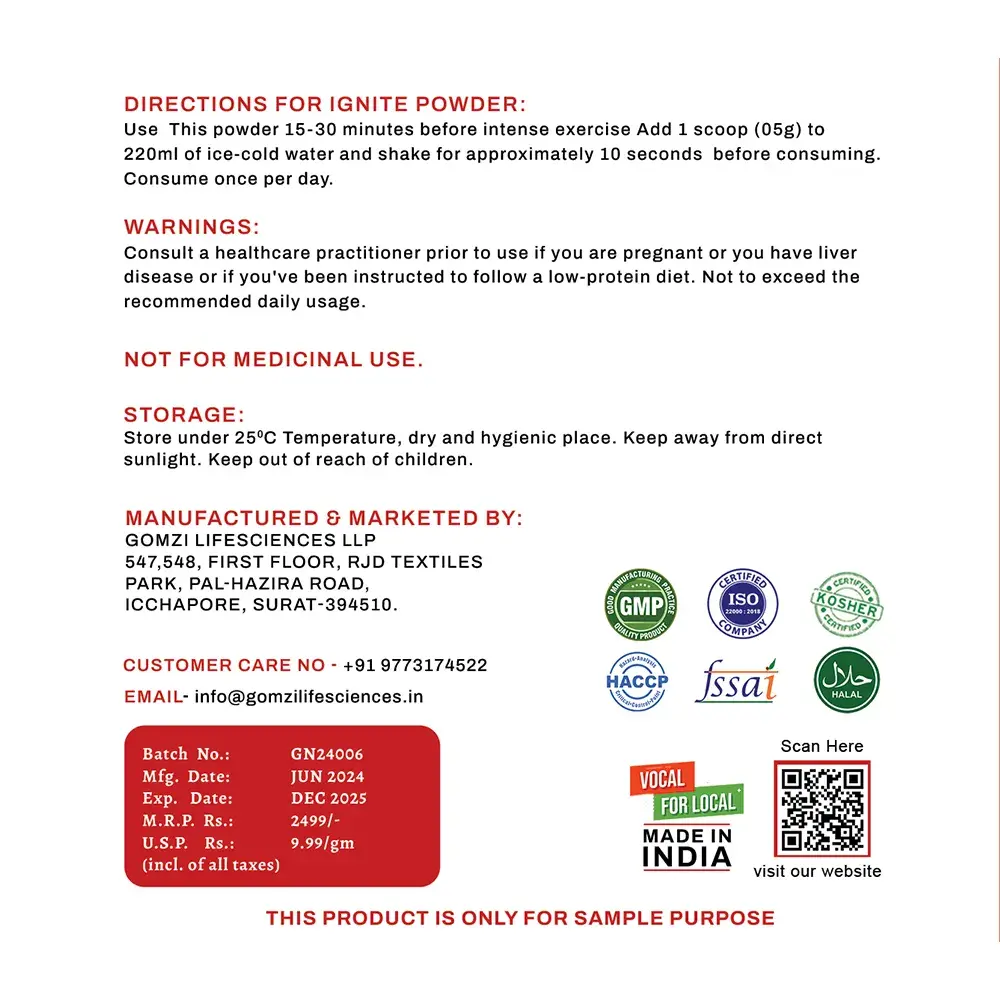 DIRECTIONS FOR IGNITE POWDER:
Use This powder 15-30 minutes before intense exercise Add 1 scoop (05g) to
220ml of ice-cold water and shake for approximately 10 seconds before consuming.
Consume once per day.
WARNINGS:
Consult a healthcare practitioner prior to use if you are pregnant or you have liver
disease or if you've been instructed to follow a low-protein diet. Not to exceed the
recommended daily usage.
NOT FOR MEDICINAL USE.
STORAGE:
Store under 25⁰C Temperature, dry and hygienic place. Keep away from direct
sunlight. Keep out of reach of children.
MANUFACTURED & MARKETED BY:
GOMZI LIFESCIENCES LLP
547,548, FIRST FLOOR, RJD TEXTILES
PARK, PAL-HAZIRA ROAD,
ICCHAPORE, SURAT-394510.
CUSTOMER CARE NO - +91 9773174522
EMAIL- info@gomzilifesciences.in
GOOD MANUFACTURING PRACTICE
GMP
QUALITY PRODUCT
CERTIFIED
ISO
22000 : 2018
COMPANY
CERTIFIED
KOSHER
CERTIFIED
Hazard-Analysis
HACCP
Critical-Control-Point
fssai
حلال
HALAL
Batch No.: GN24006
Mfg. Date: JUN 2024
Exp. Date: DEC 2025
M.R.P. Rs.: 2499/-
U.S.P. Rs.: 9.99/gm
(incl. of all taxes)
VOCAL
FOR LOCAL
MADE IN
INDIA
Scan Here
visit our website
THIS PRODUCT IS ONLY FOR SAMPLE PURPOSE